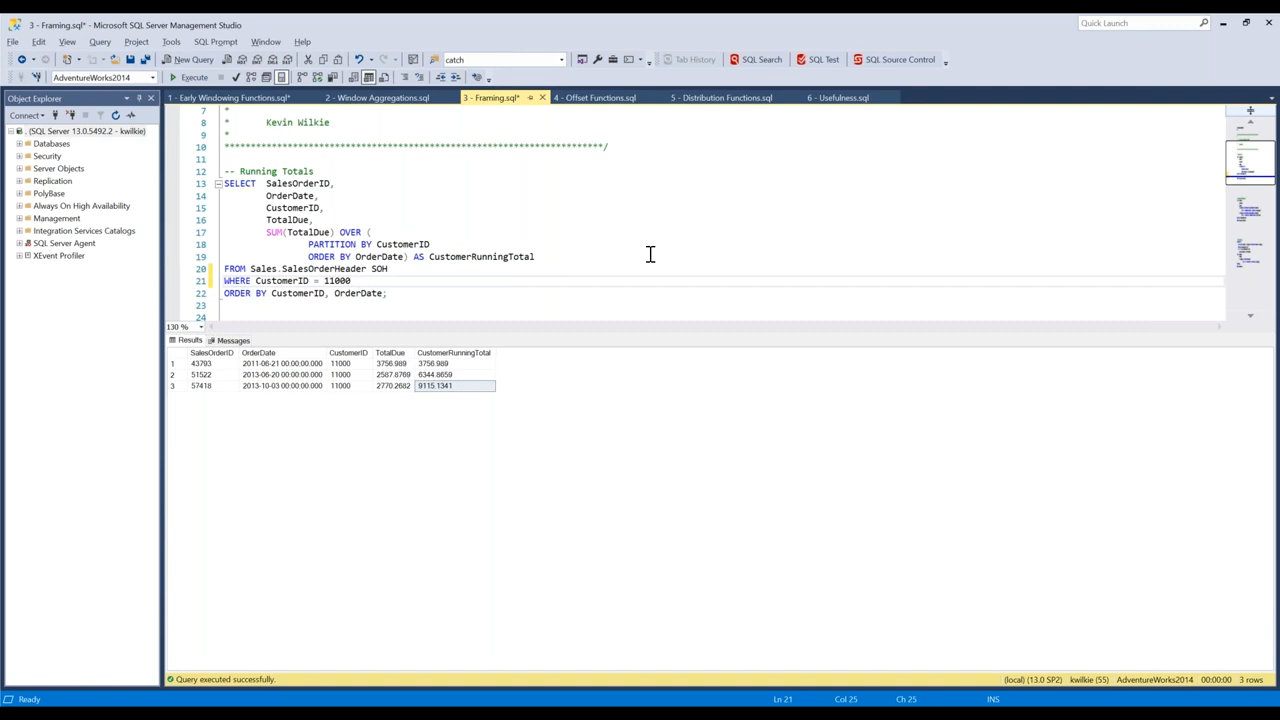 3 - Framing.sql* - Microsoft SQL Server Management Studio
Quick Launch
File Edit View Query Project Tools SQL Prompt Window Help
New Query
catch
Tab History
SQL Search
SQL Test
SQL Source Control
AdventureWorks2014
Execute
Object Explorer
1 - Early Windowing Functions.sql*
2 - Window Aggregations.sql
3 - Framing.sql*
4 - Offset Functions.sql
5 - Distribution Functions.sql
6 - Usefulness.sql
Connect
. (SQL Server 13.0.5492.2 - kwilkie)
Databases
Security
Server Objects
Replication
PolyBase
Always On High Availability
Management
Integration Services Catalogs
SQL Server Agent
XEvent Profiler
7 *
8 * Kevin Wilkie
9 *
10 ************************************************************************/
11
12 -- Running Totals
13 SELECT SalesOrderID,
14 OrderDate,
15 CustomerID,
16 TotalDue,
17 SUM(TotalDue) OVER (
18 PARTITION BY CustomerID
19 ORDER BY OrderDate) AS CustomerRunningTotal
20 FROM Sales.SalesOrderHeader SOH
21 WHERE CustomerID = 11000
22 ORDER BY CustomerID, OrderDate;
23
24
130 %
Results Messages
SalesOrderID OrderDate CustomerID TotalDue CustomerRunningTotal
1 43793 2011-06-21 00:00:00.000 11000 3756.989 3756.989
2 51522 2013-06-20 00:00:00.000 11000 2587.8769 6344.8659
3 57418 2013-10-03 00:00:00.000 11000 2770.2682 9115.1341
Query executed successfully.
(local) (13.0 SP2) kwilkie (55) AdventureWorks2014 00:00:00 3 rows
Ready
Ln 21 Col 25 Ch 25 INS